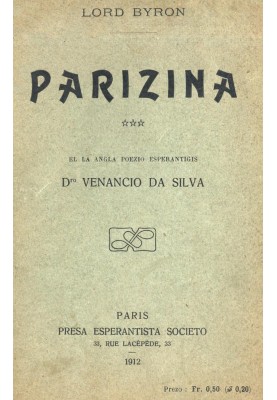 LORD BYRON
PARIZINA
EL LA ANGLA POEZIO ESPERANTIGIS
Dro VENANCIO DA SILVA
PARIS
PRESA ESPERANTISTA SOCIETO
33, RUE LACÉPÈDE, 33
1912
Prezo : Fr. 0,50 (
0,20)